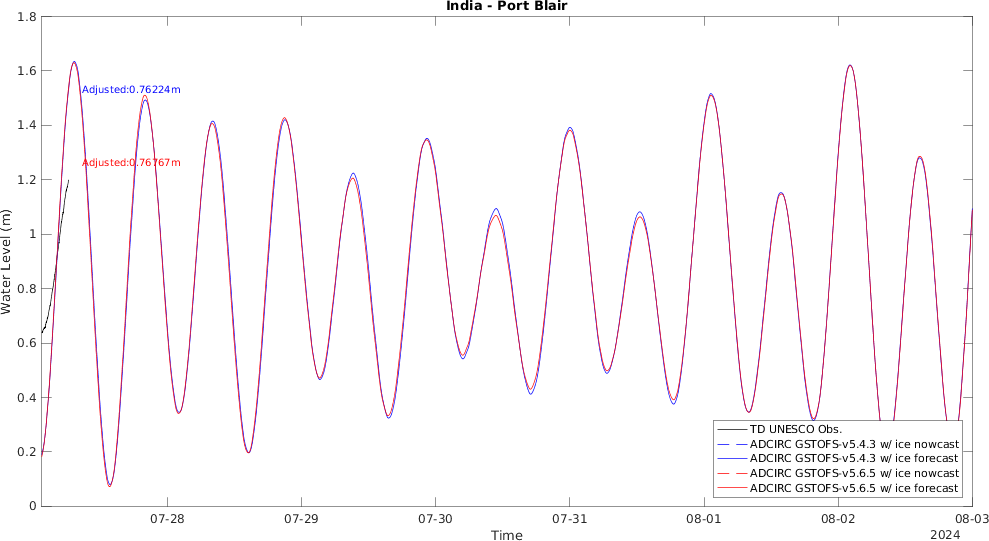 India - Port Blair
1.8
1.6
1.4
1.2
1
0.8
0.6
0.4
0.2
0
Water Level (m)
Adjusted:0.76224m
Adjusted:0.76767m
TD UNESCO Obs.
ADCIRC GSTOFS-v5.4.3 w/ ice nowcast
ADCIRC GSTOFS-v5.4.3 w/ ice forecast
ADCIRC GSTOFS-v5.6.5 w/ ice nowcast
ADCIRC GSTOFS-v5.6.5 w/ ice forecast
07-28 07-29 07-30 07-31 08-01 08-02 08-03
Time
2024